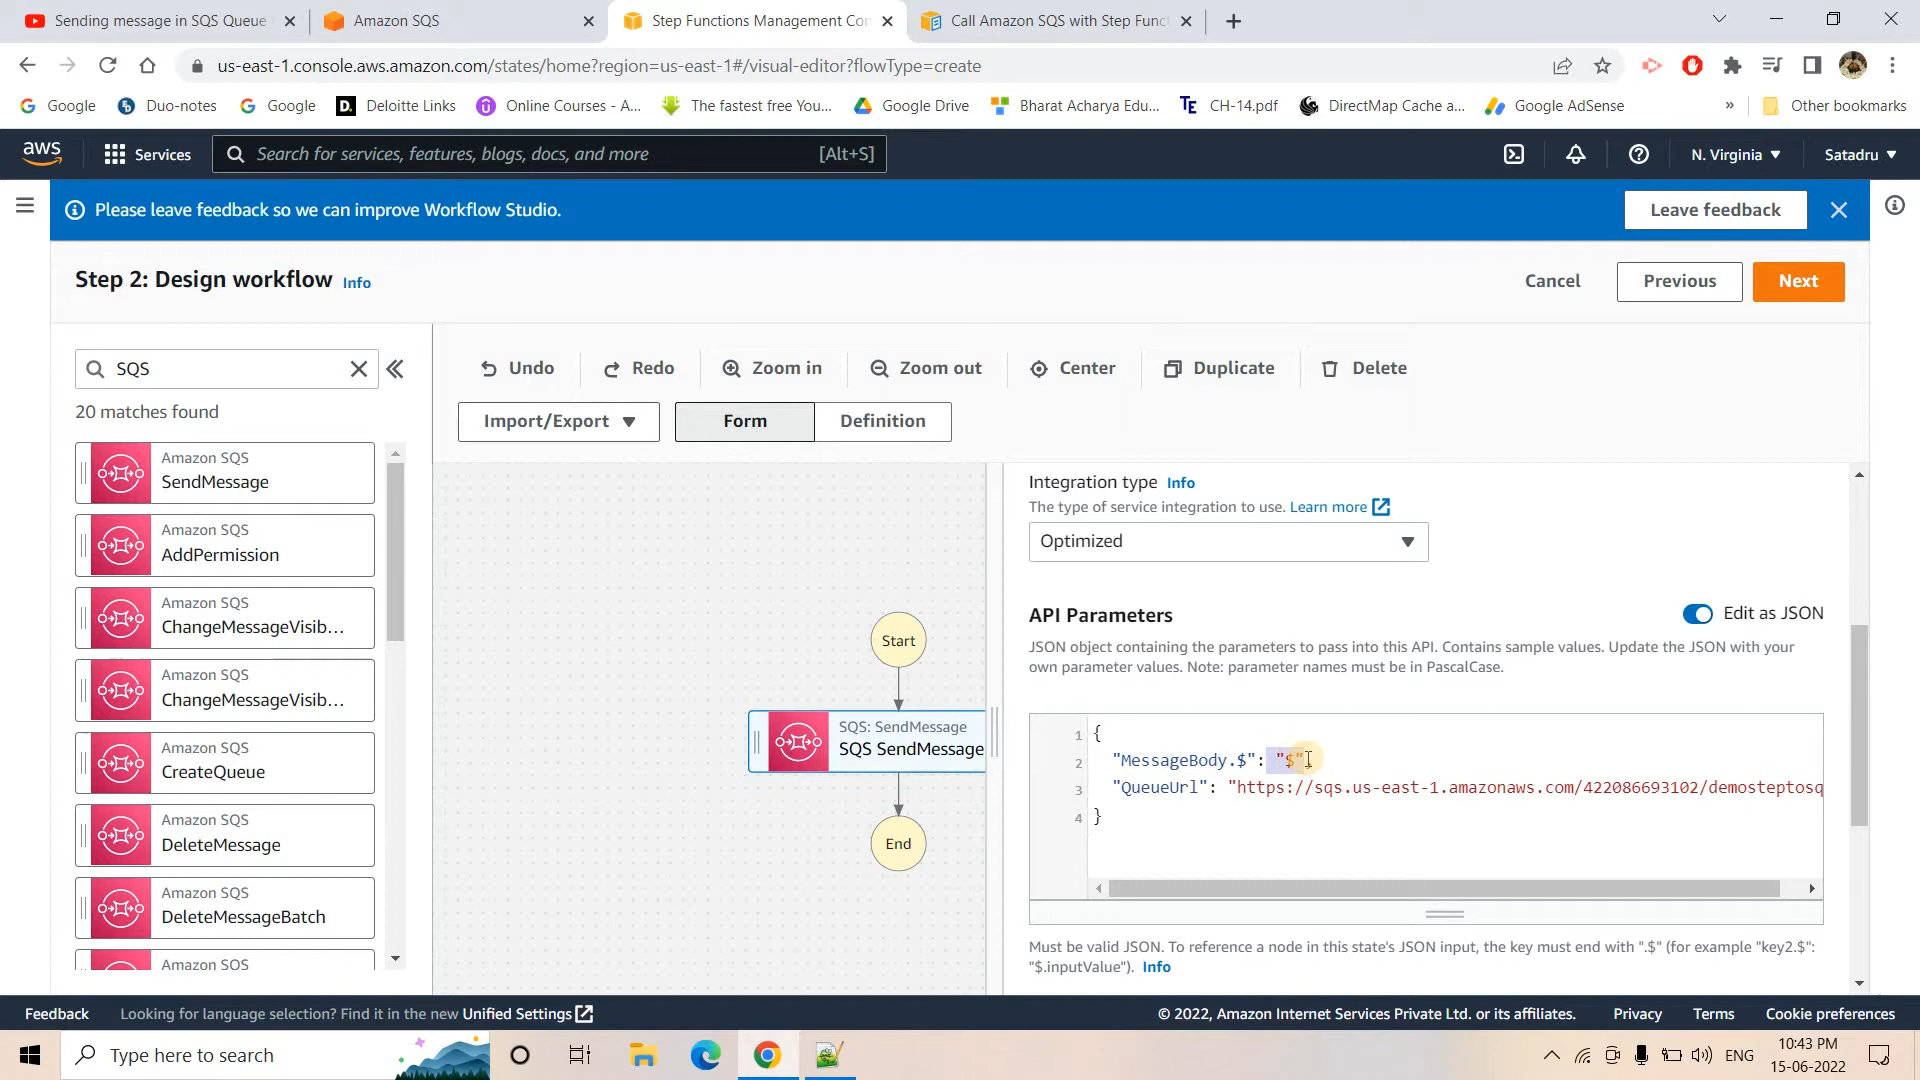 Sending message in SQS Queue
Amazon SQS
Step Functions Management Con
Call Amazon SQS with Step Func
us-east-1.console.aws.amazon.com/states/home?region=us-east-1#/visual-editor?flowType=create
Google
Duo-notes
Google
Deloitte Links
Online Courses - A...
The fastest free You...
Google Drive
Bharat Acharya Edu...
CH-14.pdf
DirectMap Cache a...
Google AdSense
»
Other bookmarks
aws
Services
Search for services, features, blogs, docs, and more
[Alt+S]
N. Virginia
Satadru
Please leave feedback so we can improve Workflow Studio.
Leave feedback
Step 2: Design workflow
Info
Cancel
Previous
Next
SQS
20 matches found
Undo
Redo
Zoom in
Zoom out
Center
Duplicate
Delete
Import/Export
Form
Definition
Amazon SQS
SendMessage
Amazon SQS
AddPermission
Amazon SQS
ChangeMessageVisib...
Amazon SQS
ChangeMessageVisib...
Amazon SQS
CreateQueue
Amazon SQS
DeleteMessage
Amazon SQS
DeleteMessageBatch
Amazon SQS
Start
SQS: SendMessage
SQS SendMessage
End
Integration type Info
The type of service integration to use. Learn more
Optimized
API Parameters
Edit as JSON
JSON object containing the parameters to pass into this API. Contains sample values. Update the JSON with your
own parameter values. Note: parameter names must be in PascalCase.
1 {
2 "MessageBody.$": "$"
3 "QueueUrl": "https://sqs.us-east-1.amazonaws.com/422086693102/demosteptosq
4 }
Must be valid JSON. To reference a node in this state's JSON input, the key must end with ".$" (for example "key2.$":
"$.inputValue"). Info
Feedback
Looking for language selection? Find it in the new Unified Settings
© 2022, Amazon Internet Services Private Ltd. or its affiliates.
Privacy
Terms
Cookie preferences
Type here to search
ENG
10:43 PM
15-06-2022